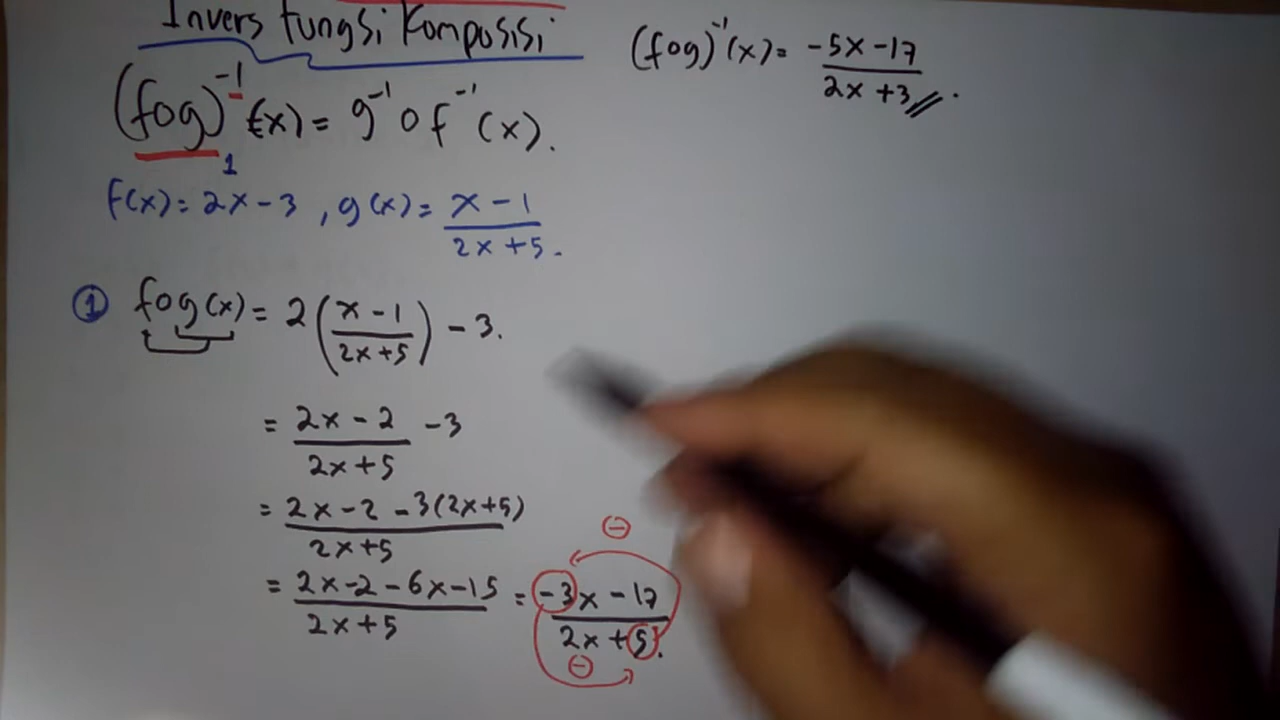 Invers fungsi Komposisi
(fog)⁻¹(x) = g⁻¹ o f⁻¹(x).
1
f(x) = 2x - 3 , g(x) = (x - 1)/(2x + 5).
① fog(x) = 2((x - 1)/(2x + 5)) - 3.
= (2x - 2)/(2x + 5) - 3
= (2x - 2 - 3(2x + 5))/(2x + 5)
= (2x - 2 - 6x - 15)/(2x + 5) = (-3x - 17)/(2x + 5).
⊖
⊖
(fog)⁻¹(x) = (-5x - 17)/(2x + 3).